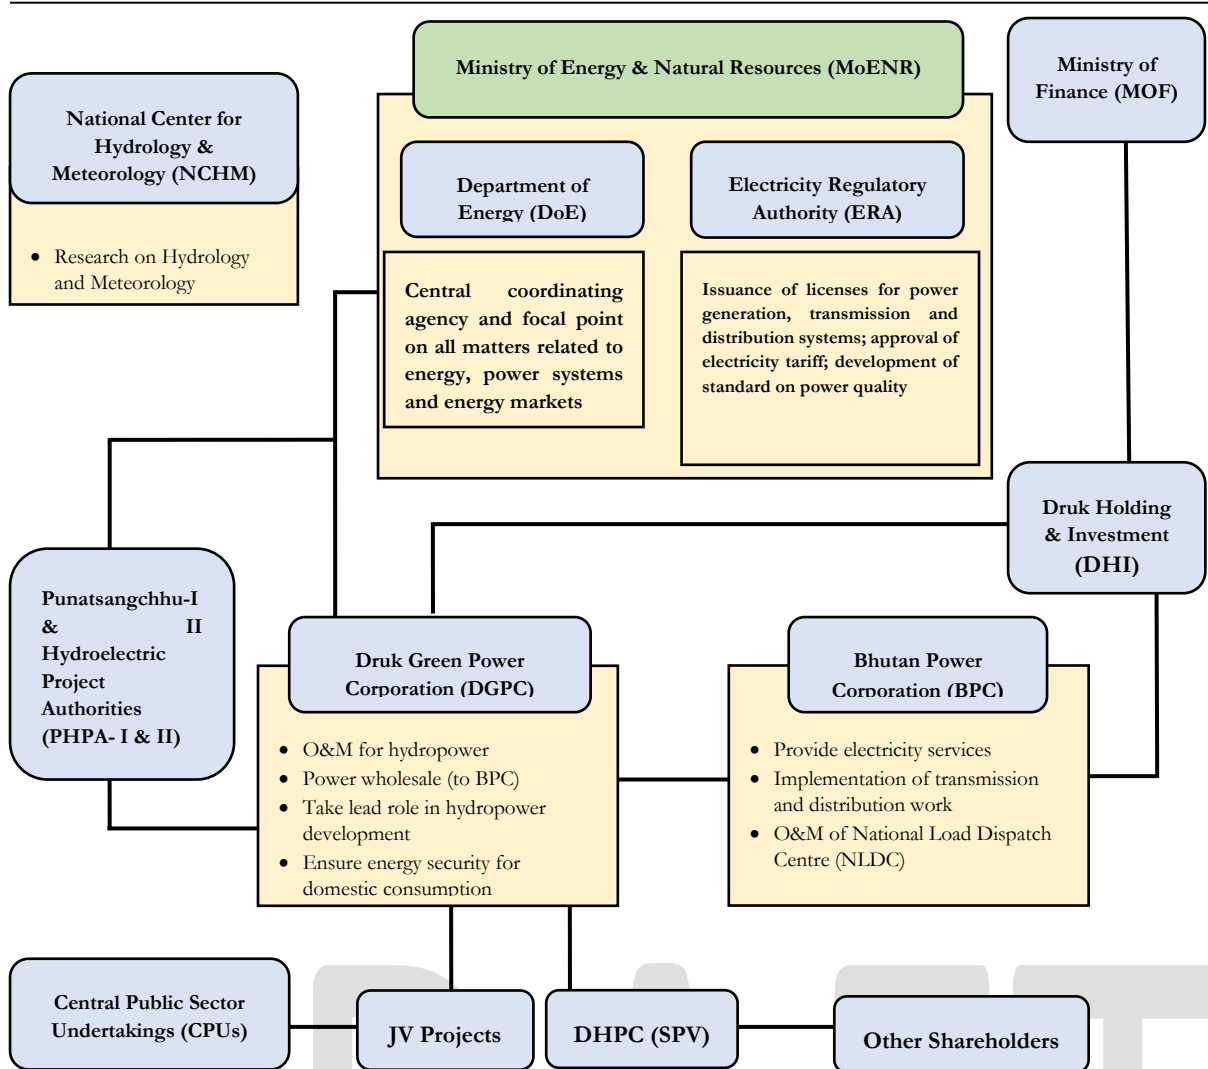 Ministry of Energy & Natural Resources (MoENR)
Ministry of
Finance (MOF)
National Center for
Hydrology &
Meteorology (NCHM)
• Research on Hydrology
and Meteorology
Department of
Energy (DoE)
Electricity Regulatory
Authority (ERA)
Central coordinating
agency and focal point
on all matters related to
energy, power systems
and energy markets
Issuance of licenses for power
generation, transmission and
distribution systems; approval of
electricity tariff; development of
standard on power quality
Druk Holding
& Investment
(DHI)
Punatsangchhu-I
& II
Hydroelectric
Project
Authorities
(PHPA- I & II)
Druk Green Power
Corporation (DGPC)
• O&M for hydropower
• Power wholesale (to BPC)
• Take lead role in hydropower
development
• Ensure energy security for
domestic consumption
Bhutan Power
Corporation (BPC)
• Provide electricity services
• Implementation of transmission
and distribution work
• O&M of National Load Dispatch
Centre (NLDC)
Central Public Sector
Undertakings (CPUs)
JV Projects
DHPC (SPV)
Other Shareholders